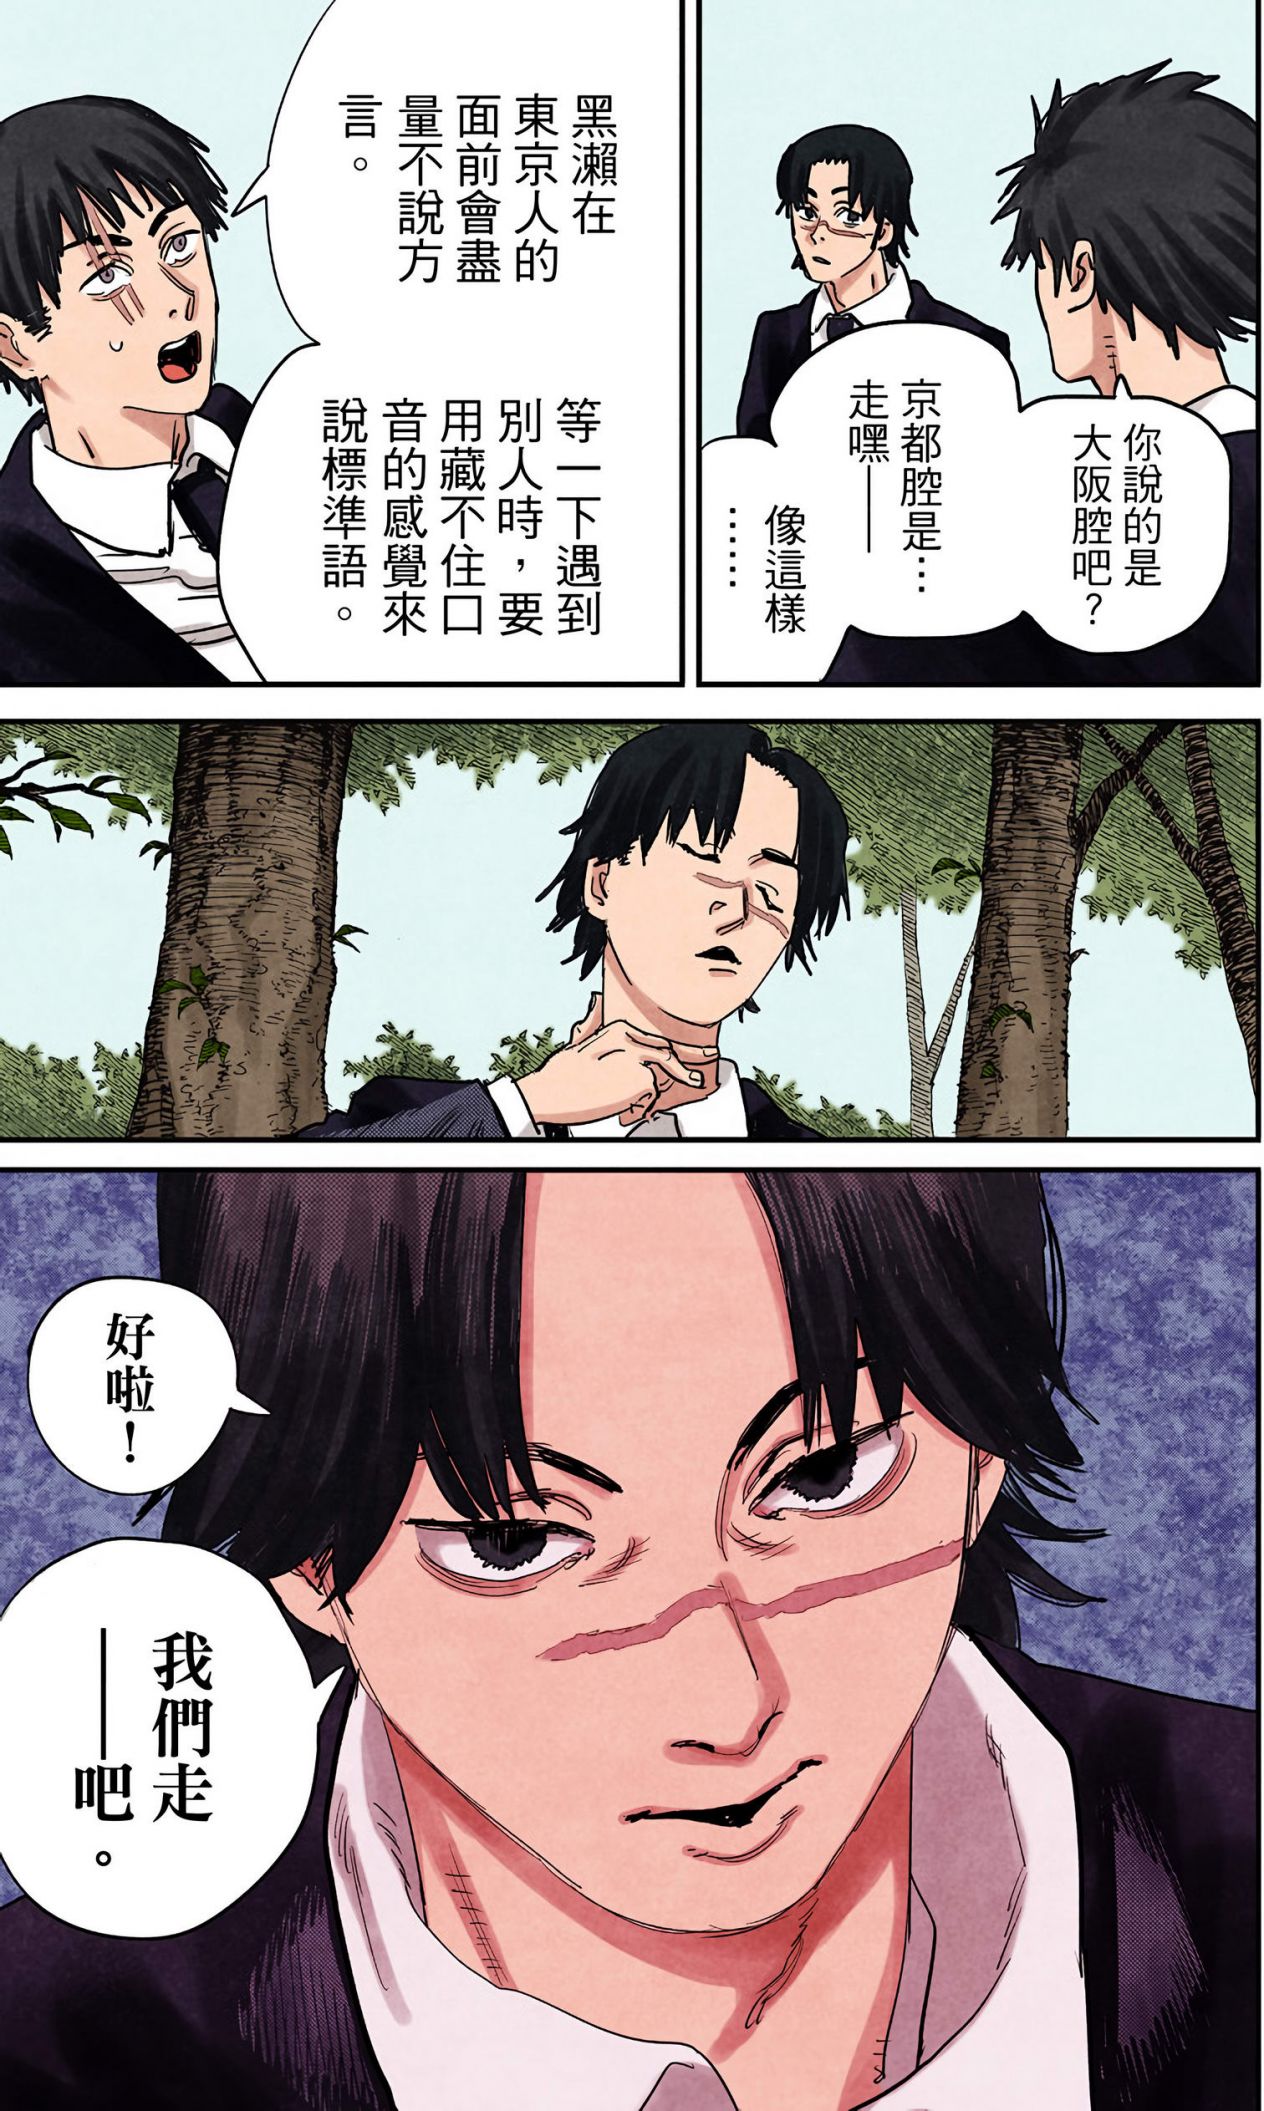 你說的是
大阪腔吧？
京都腔是…
走嘿——
像這樣
……
黑瀨在
東京人的
面前會盡
量不說方
言。
等一下遇到
別人時，要
用藏不住口
音的感覺來
說標準語。
好啦！
我們走
——吧。